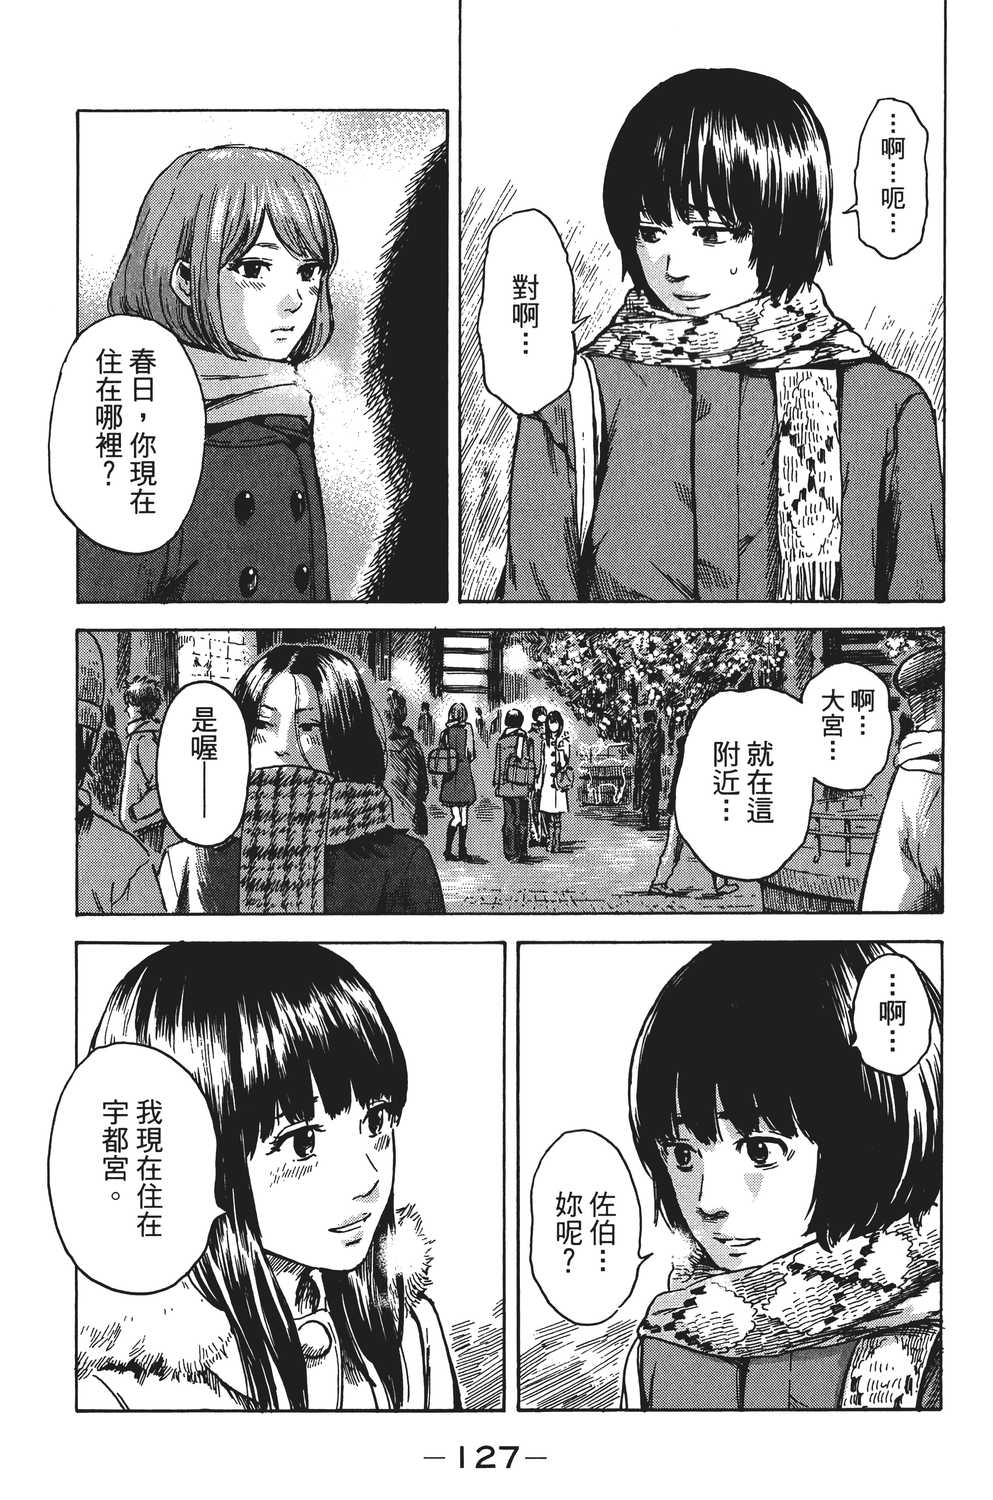 …啊…呃…
對啊…
春日，你現在
住在哪裡？
啊…
大宮…
就在這
附近…
是喔——
…啊…
佐伯…
妳呢？
我現在住在
宇都宮。
—127—